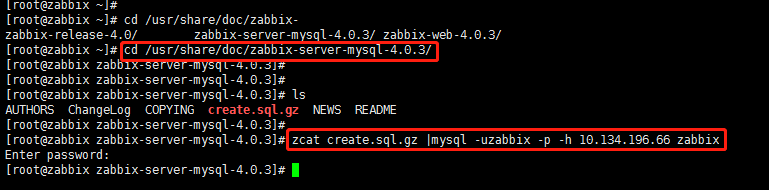 [root@zabbix ~]#
[root@zabbix ~]# cd /usr/share/doc/zabbix-
zabbix-release-4.0/ zabbix-server-mysql-4.0.3/ zabbix-web-4.0.3/
[root@zabbix ~]# cd /usr/share/doc/zabbix-server-mysql-4.0.3/
[root@zabbix zabbix-server-mysql-4.0.3]#
[root@zabbix zabbix-server-mysql-4.0.3]#
[root@zabbix zabbix-server-mysql-4.0.3]# ls
AUTHORS ChangeLog COPYING create.sql.gz NEWS README
[root@zabbix zabbix-server-mysql-4.0.3]#
[root@zabbix zabbix-server-mysql-4.0.3]# zcat create.sql.gz |mysql -uzabbix -p -h 10.134.196.66 zabbix
Enter password:
[root@zabbix zabbix-server-mysql-4.0.3]#